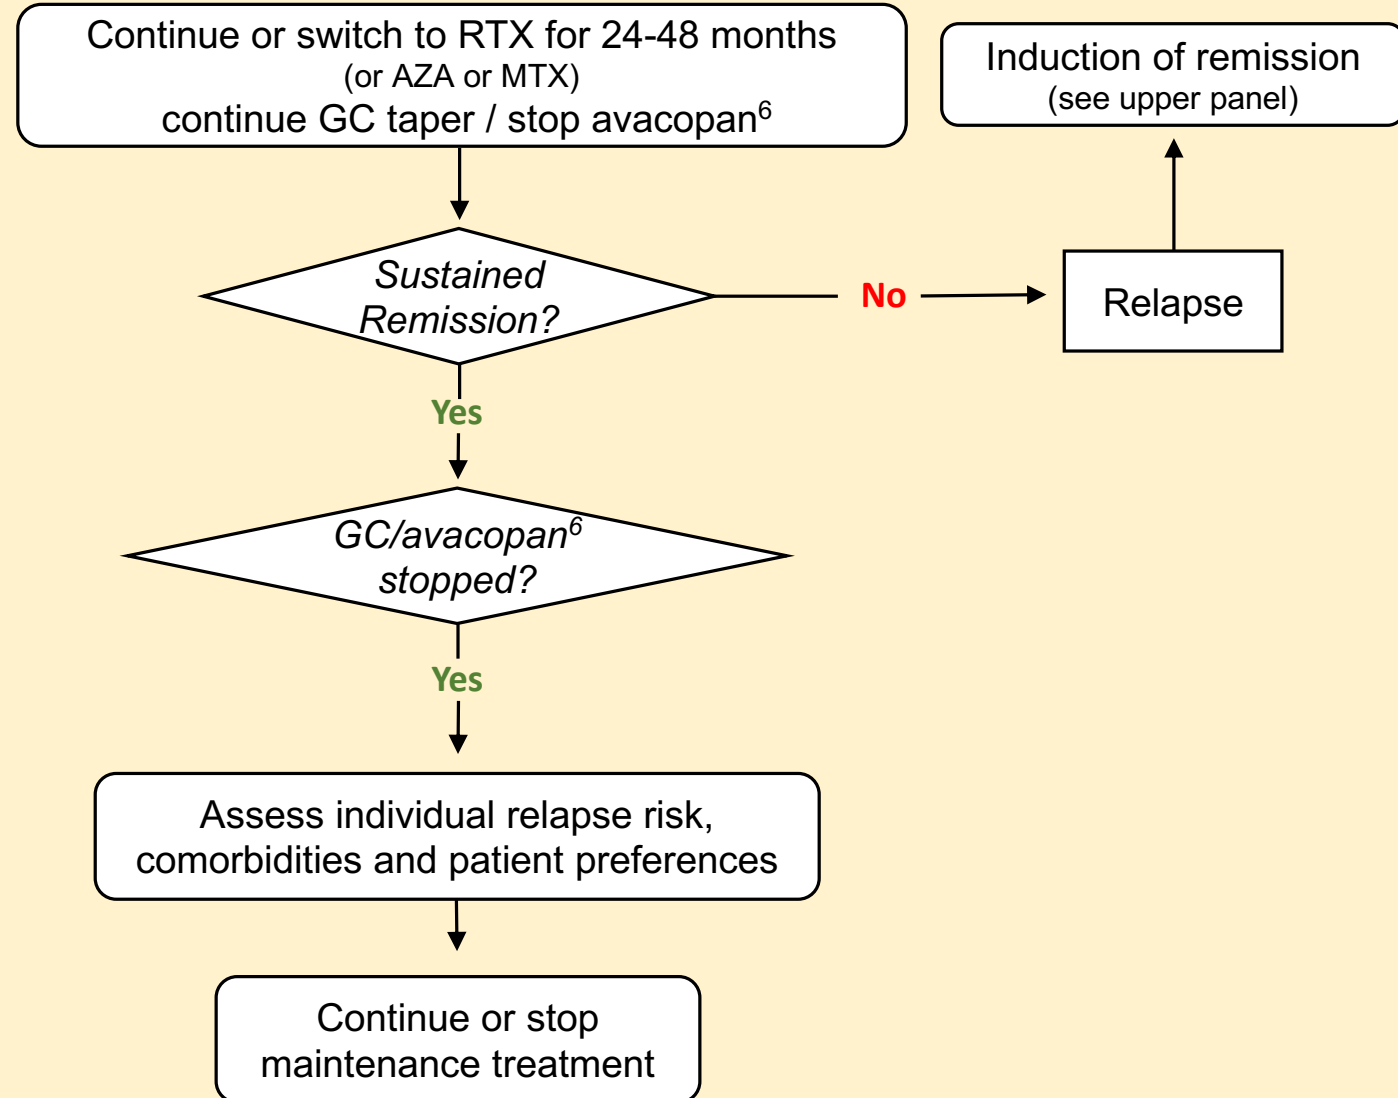 Continue or switch to RTX for 24-48 months
(or AZA or MTX)
continue GC taper / stop avacopan⁶
Induction of remission
(see upper panel)
Sustained
Remission?
No
Relapse
Yes
GC/avacopan⁶
stopped?
Yes
Assess individual relapse risk,
comorbidities and patient preferences
Continue or stop
maintenance treatment